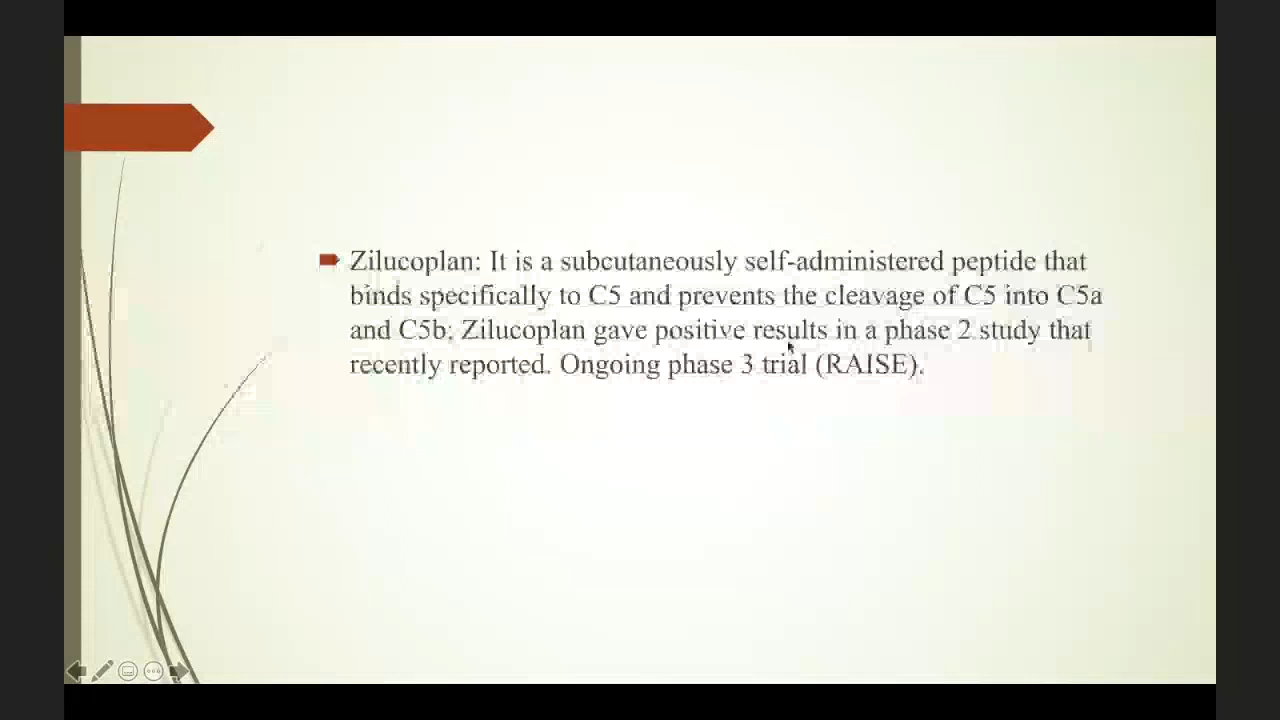 Zilucoplan: It is a subcutaneously self-administered peptide that
binds specifically to C5 and prevents the cleavage of C5 into C5a
and C5b; Zilucoplan gave positive results in a phase 2 study that
recently reported. Ongoing phase 3 trial (RAISE).